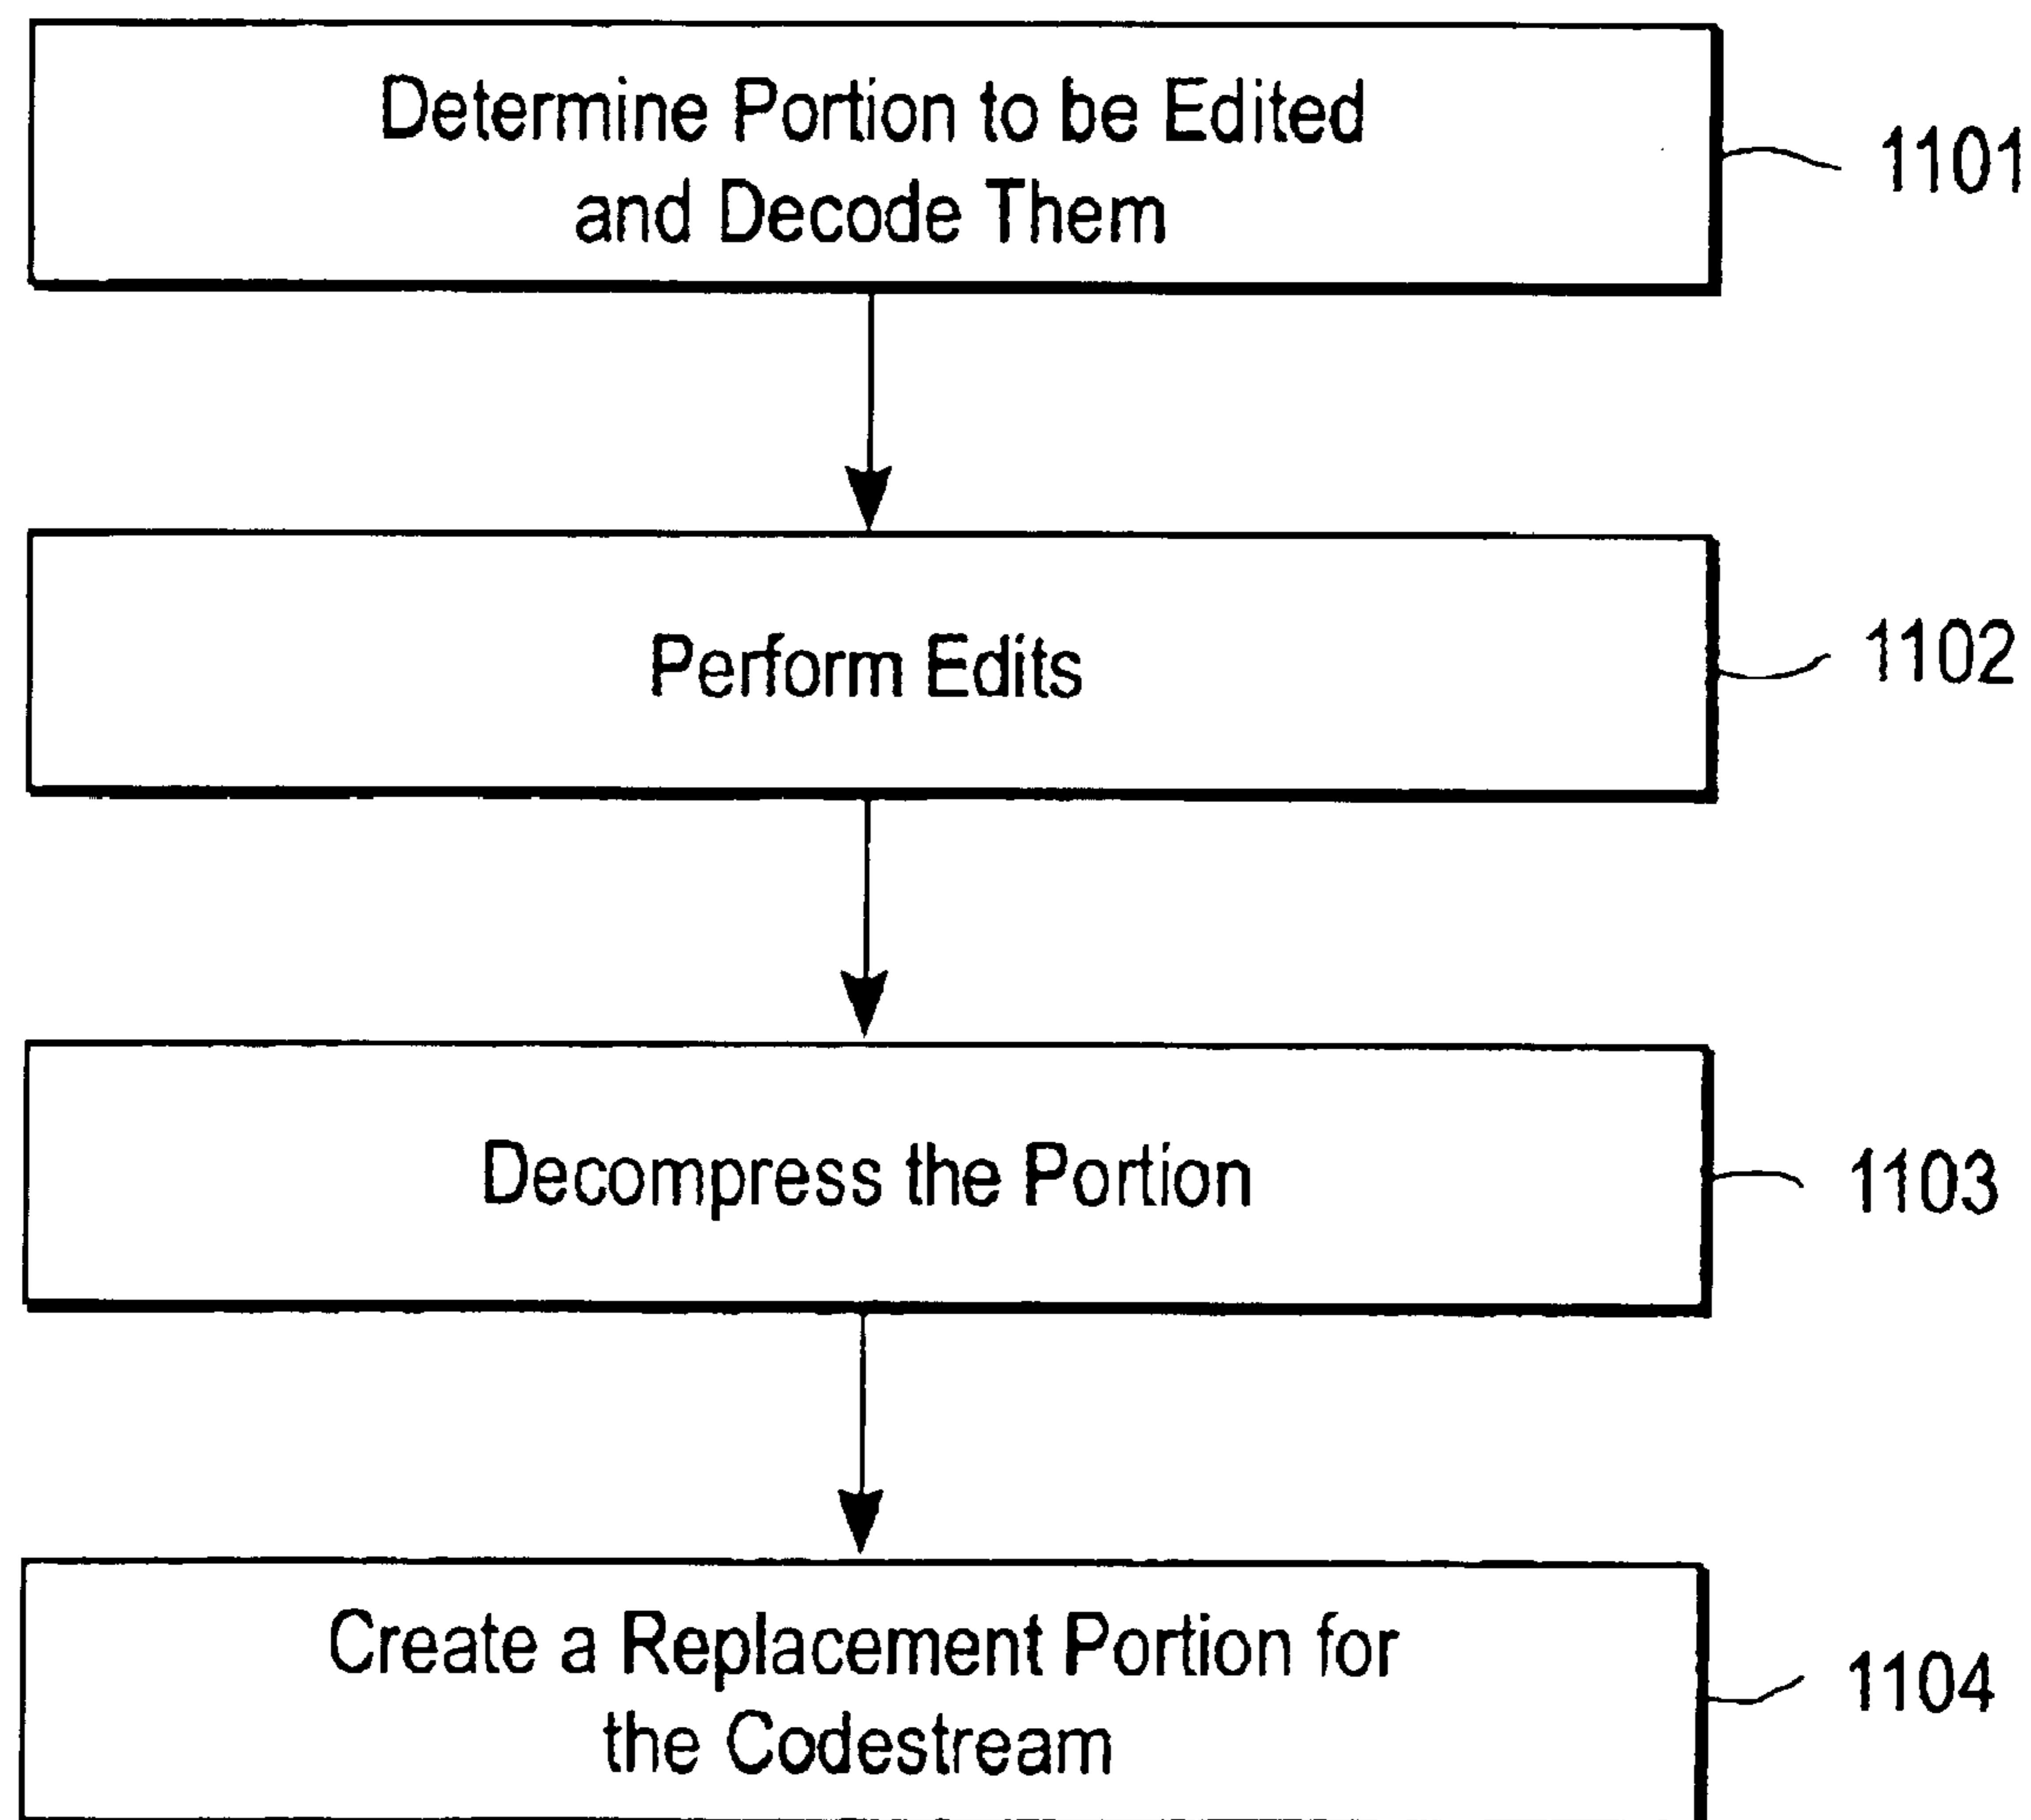 Determine Portion to be Edited
and Decode Them
1101
Perform Edits
1102
Decompress the Portion
1103
Create a Replacement Portion for
the Codestream
1104